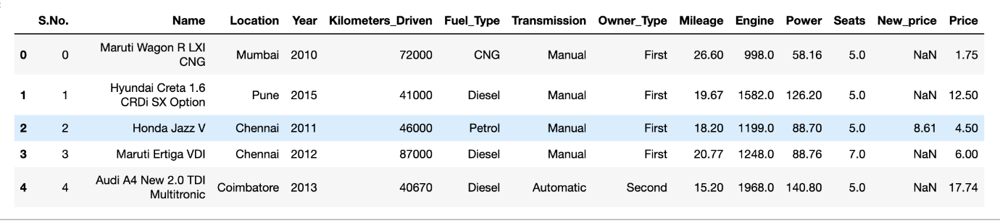 S.No. Name Location Year Kilometers_Driven Fuel_Type Transmission Owner_Type Mileage Engine Power Seats New_price Price
0 0 Maruti Wagon R LXI CNG Mumbai 2010 72000 CNG Manual First 26.60 998.0 58.16 5.0 NaN 1.75
1 1 Hyundai Creta 1.6 CRDi SX Option Pune 2015 41000 Diesel Manual First 19.67 1582.0 126.20 5.0 NaN 12.50
2 2 Honda Jazz V Chennai 2011 46000 Petrol Manual First 18.20 1199.0 88.70 5.0 8.61 4.50
3 3 Maruti Ertiga VDI Chennai 2012 87000 Diesel Manual First 20.77 1248.0 88.76 7.0 NaN 6.00
4 4 Audi A4 New 2.0 TDI Multitronic Coimbatore 2013 40670 Diesel Automatic Second 15.20 1968.0 140.80 5.0 NaN 17.74